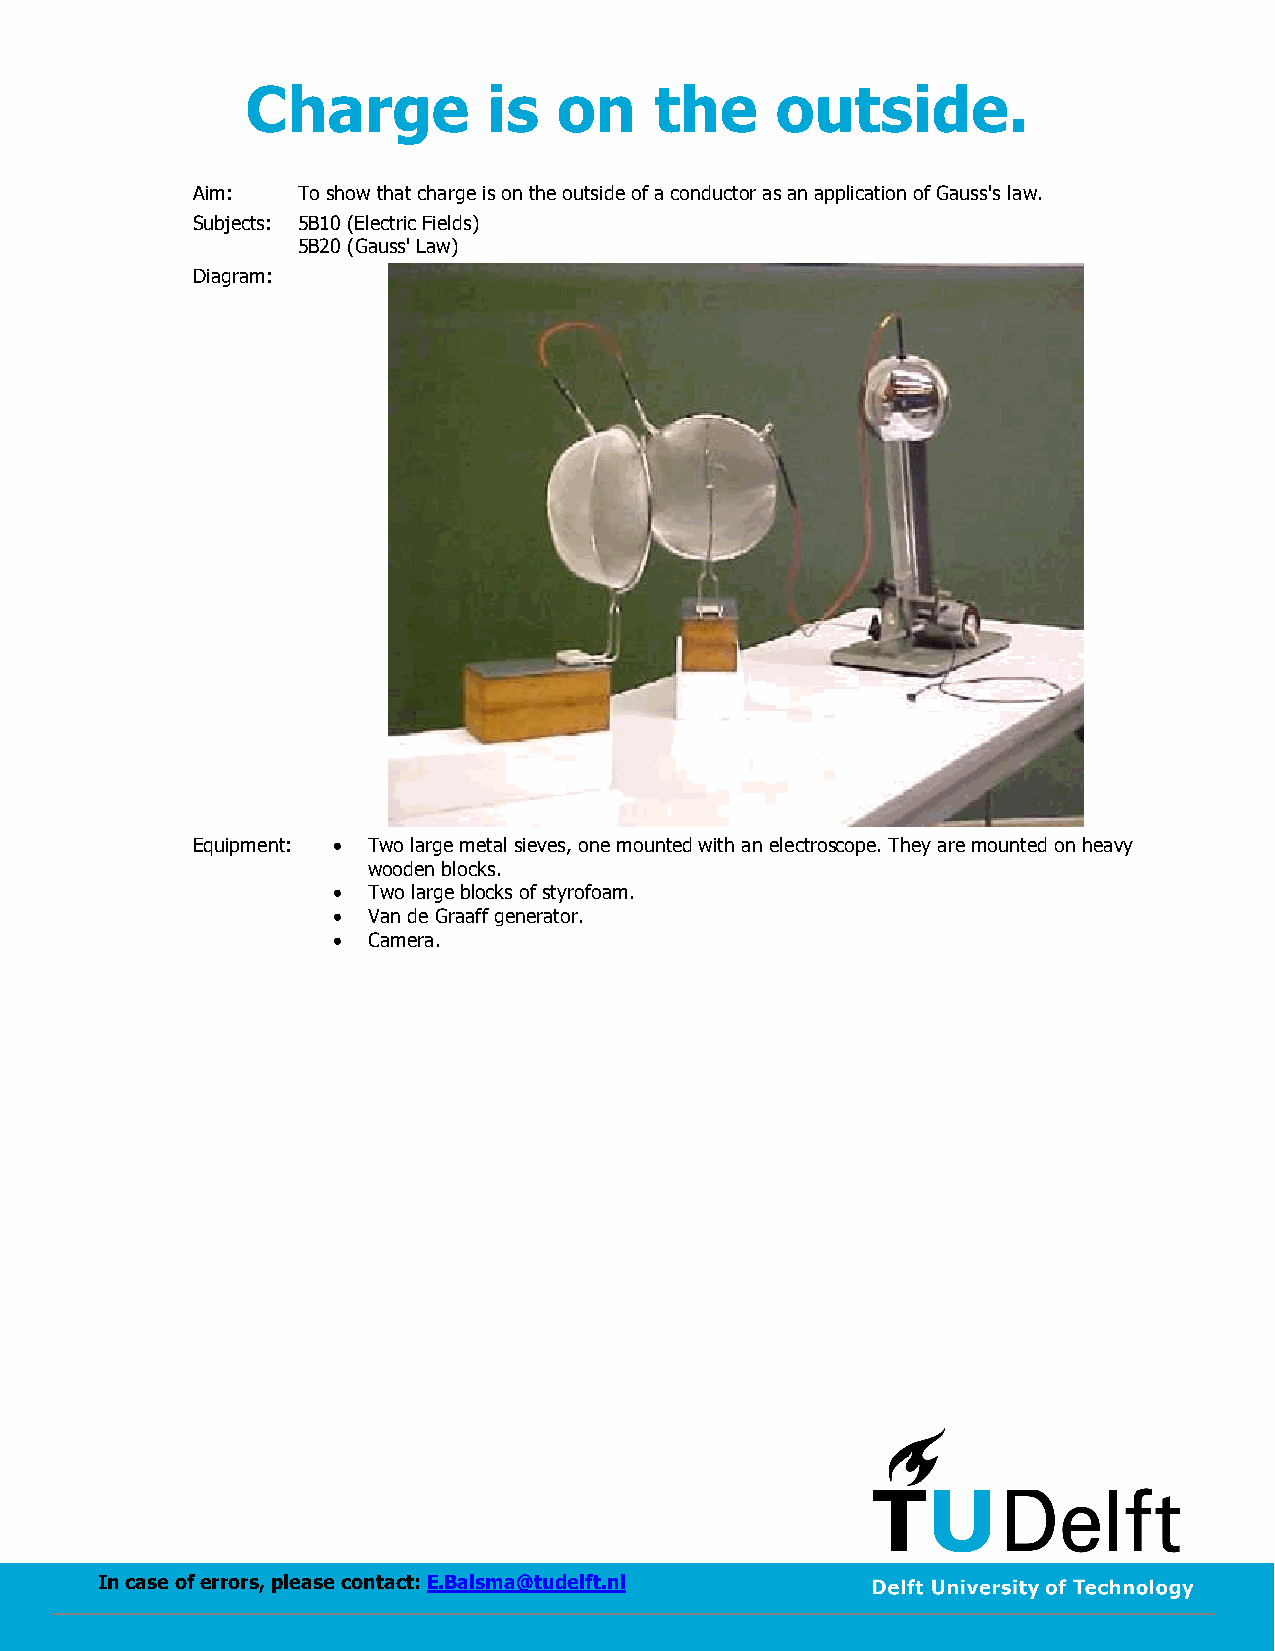 Charge is on the outside.
Aim: To show that charge is on the outside of a conductor as an application of Gauss's law.
Subjects: 5B10 (Electric Fields)
5B20 (Gauss' Law)
Diagram:
Equipment: • Two large metal sieves, one mounted with an electroscope. They are mounted on heavy
wooden blocks.
• Two large blocks of styrofoam.
• Van de Graaff generator.
• Camera.
TUDelft
In case of errors, please contact: E.Balsma@tudelft.nl
Delft University of Technology